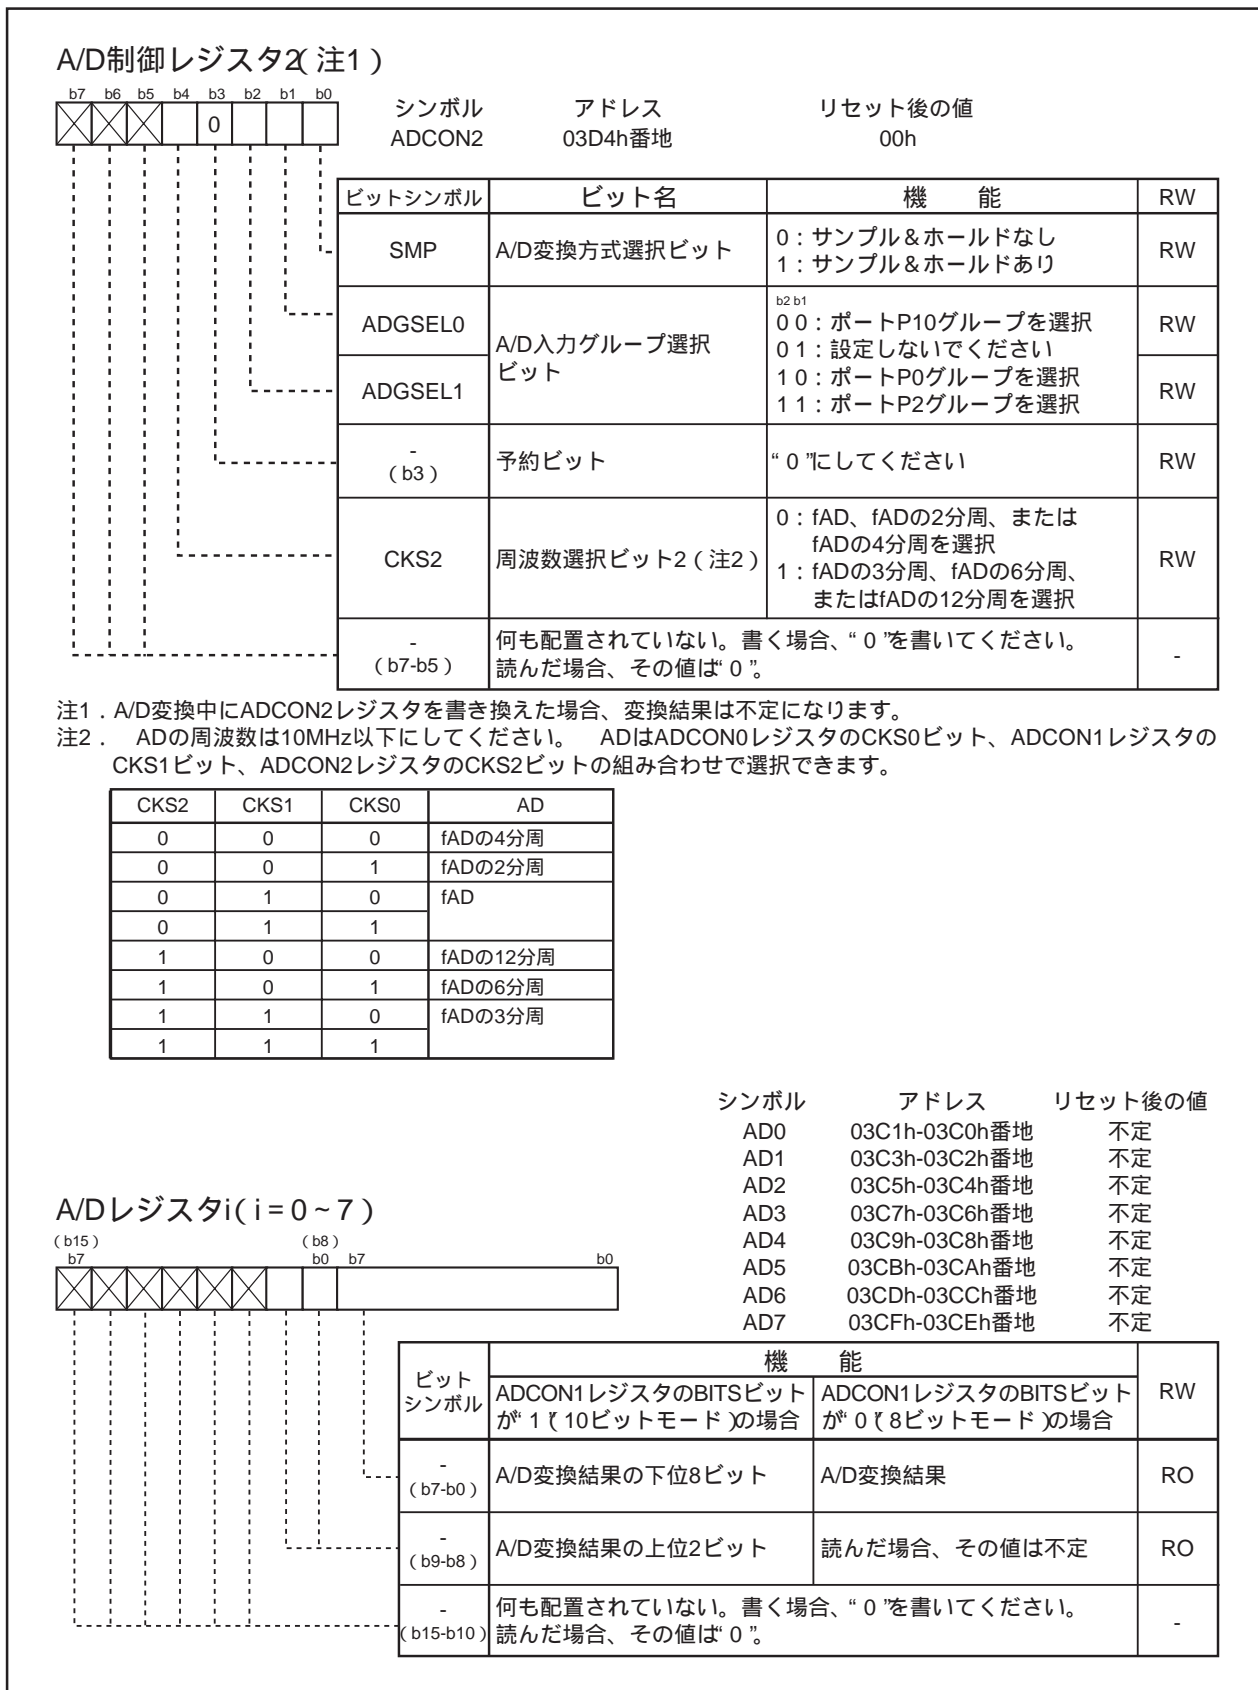 A/D制御レジスタ2(注1)
b7 b6 b5 b4 b3 b2 b1 b0
0
シンボル アドレス リセット後の値
ADCON2 03D4h番地 00h
ビットシンボル ビット名 機 能 RW
SMP A/D変換方式選択ビット 0:サンプル&ホールドなし RW
1:サンプル&ホールドあり
b2 b1
ADGSEL0 A/D入力グループ選択 0 0:ポートP10グループを選択 RW
ビット 0 1:設定しないでください
ADGSEL1 1 0:ポートP0グループを選択 RW
1 1:ポートP2グループを選択
-
(b3) 予約ビット “0”にしてください RW
CKS2 周波数選択ビット2(注2) 0:fAD、fADの2分周、または RW
fADの4分周を選択
1:fADの3分周、fADの6分周、
またはfADの12分周を選択
-
(b7-b5) 何も配置されていない。書く場合、“0”を書いてください。 -
読んだ場合、その値は“0”。
注1.A/D変換中にADCON2レジスタを書き換えた場合、変換結果は不定になります。
注2. ADの周波数は10MHz以下にしてください。 ADはADCON0レジスタのCKS0ビット、ADCON1レジスタの
CKS1ビット、ADCON2レジスタのCKS2ビットの組み合わせで選択できます。
CKS2 CKS1 CKS0 AD
0 0 0 fADの4分周
0 0 1 fADの2分周
0 1 0 fAD
0 1 1
1 0 0 fADの12分周
1 0 1 fADの6分周
1 1 0 fADの3分周
1 1 1
シンボル アドレス リセット後の値
AD0 03C1h-03C0h番地 不定
AD1 03C3h-03C2h番地 不定
AD2 03C5h-03C4h番地 不定
AD3 03C7h-03C6h番地 不定
AD4 03C9h-03C8h番地 不定
AD5 03CBh-03CAh番地 不定
AD6 03CDh-03CCh番地 不定
AD7 03CFh-03CEh番地 不定
A/Dレジスタi(i=0~7)
(b15) (b8)
b7 b0 b7 b0
ビット
シンボル 機 能 RW
ADCON1レジスタのBITSビット ADCON1レジスタのBITSビット
が“1”(10ビットモード)の場合 が“0”(8ビットモード)の場合
-
(b7-b0) A/D変換結果の下位8ビット A/D変換結果 RO
-
(b9-b8) A/D変換結果の上位2ビット 読んだ場合、その値は不定 RO
-
(b15-b10) 何も配置されていない。書く場合、“0”を書いてください。 -
読んだ場合、その値は“0”。